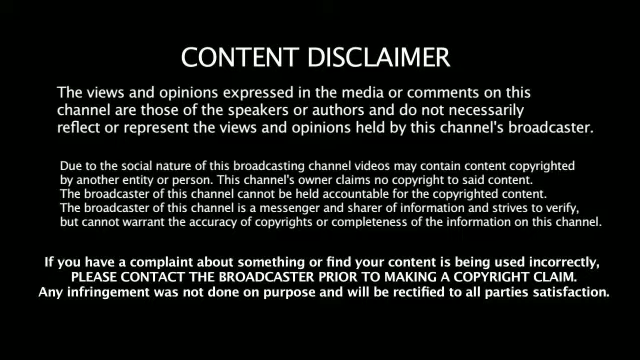 CONTENT DISCLAIMER
The views and opinions expressed in the media or comments on this
channel are those of the speakers or authors and do not necessarily
reflect or represent the views and opinions held by this channel's broadcaster.
Due to the social nature of this broadcasting channel videos may contain content copyrighted
by another entity or person. This channel's owner claims no copyright to said content.
The broadcaster of this channel cannot be held accountable for the copyrighted content.
The broadcaster of this channel is a messenger and sharer of information and strives to verify,
but cannot warrant the accuracy of copyrights or completeness of the information on this channel.
If you have a complaint about something or find your content is being used incorrectly,
PLEASE CONTACT THE BROADCASTER PRIOR TO MAKING A COPYRIGHT CLAIM.
Any infringement was not done on purpose and will be rectified to all parties satisfaction.